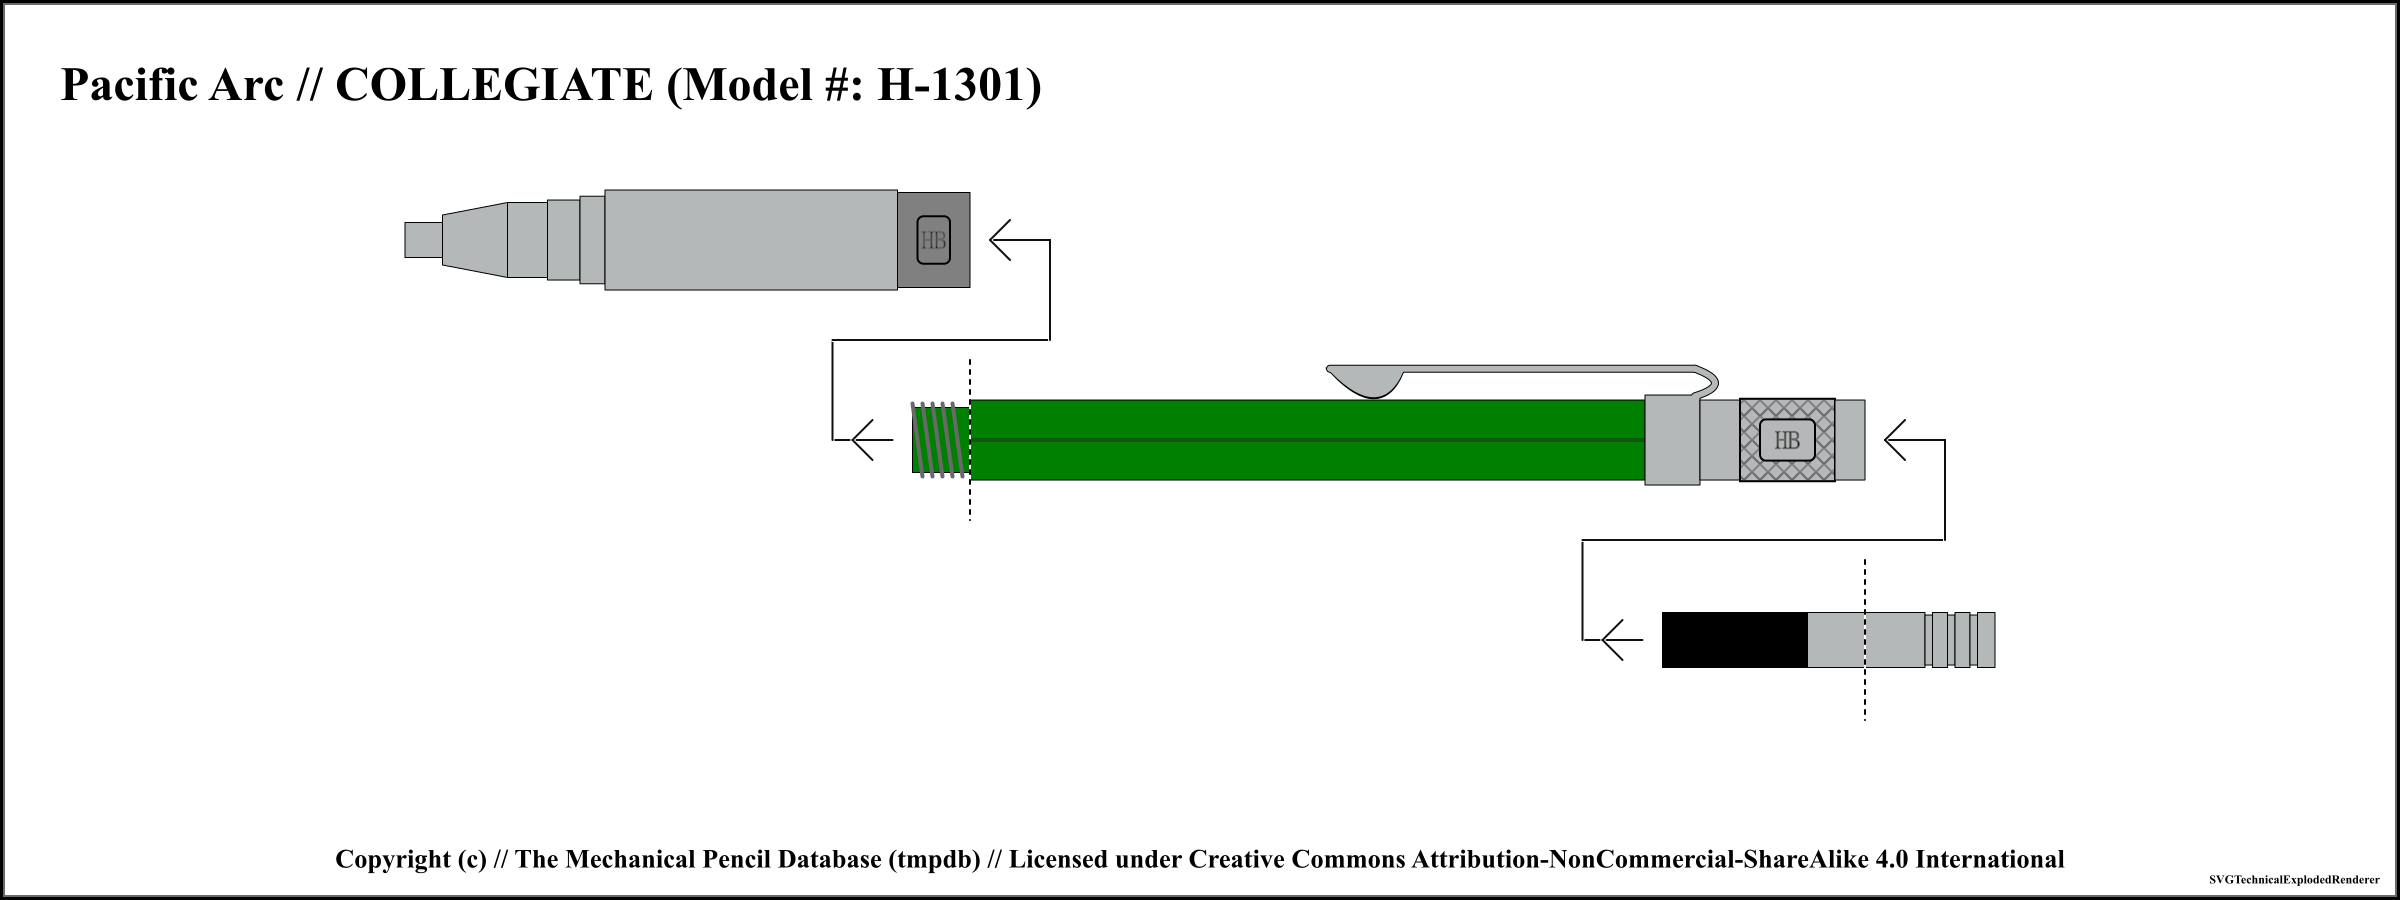 Pacific Arc // COLLEGIATE (Model #: H-1301)
HB
HB
Copyright (c) // The Mechanical Pencil Database (tmpdb) // Licensed under Creative Commons Attribution-NonCommercial-ShareAlike 4.0 International
SVGTechnicalExplodedRenderer